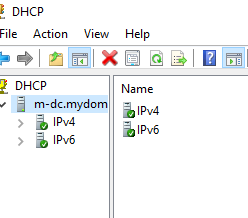 DHCP
File Action View Help
DHCP
m-dc.mydom
IPv4
IPv6
Name
IPv4
IPv6